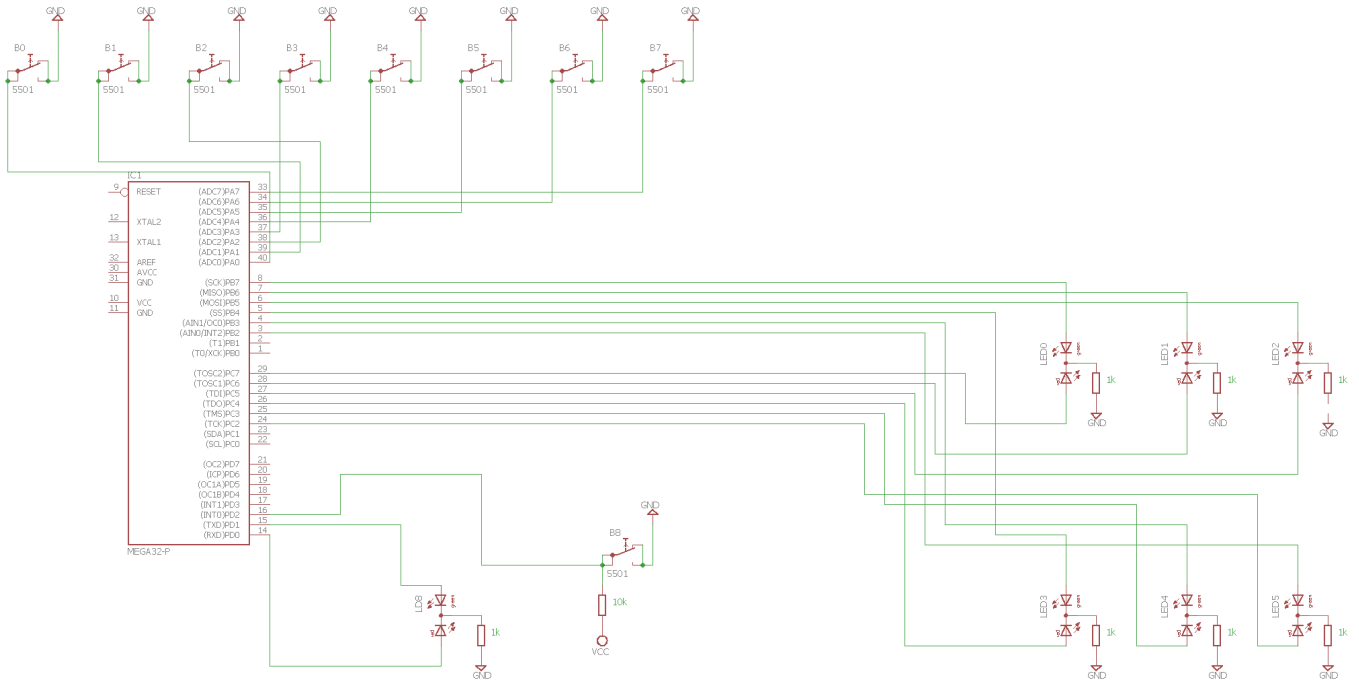 GND GND GND GND GND GND GND GND
B0 B1 B2 B3 B4 B5 B6 B7
5501 5501 5501 5501 5501 5501 5501 5501
IC1
9 RESET (ADC7)PA7 33
(ADC6)PA6 34
(ADC5)PA5 35
12 XTAL2 (ADC4)PA4 36
(ADC3)PA3 37
13 XTAL1 (ADC2)PA2 38
(ADC1)PA1 39
32 AREF (ADC0)PA0 40
30 AVCC
31 GND (SCK)PB7 8
(MISO)PB6 7
10 VCC (MOSI)PB5 6
11 GND (SS)PB4 5
(AIN1/OC0)PB3 4
(AIN0/INT2)PB2 3
(T1)PB1 2
(T0/XCK)PB0 1
(TOSC2)PC7 29
(TOSC1)PC6 28
(TDI)PC5 27
(TDO)PC4 26
(TMS)PC3 25
(TCK)PC2 24
(SDA)PC1 23
(SCL)PC0 22
(OC2)PD7 21
(ICP)PD6 20
(OC1A)PD5 19
(OC1B)PD4 18
(INT1)PD3 17
(INT0)PD2 16
(TXD)PD1 15
(RXD)PD0 14
MEGA32-P
LED0 1k GND
LED1 1k GND
LED2 1k GND
GND
B8
5501
10k
VCC
LD8 1k GND
LED3 1k GND
LED4 1k GND
LED5 1k GND